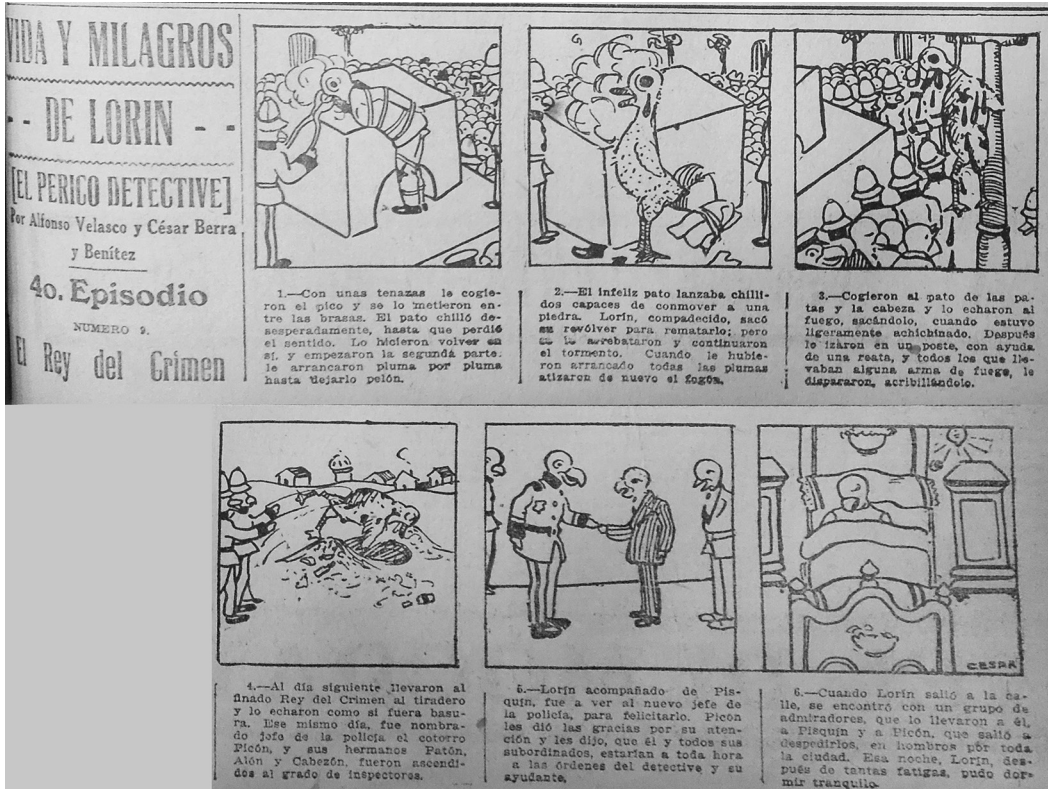 VIDA Y MILAGROS
- - DE LORIN - -
[EL PERICO DETECTIVE]
Por Alfonso Velasco y César Berra
y Benítez
4o. Episodio
NUMERO 9.
El Rey del Crimen
1.—Con unas tenazas le cogie-
ron el pico y se lo metieron en-
tre las brasas. El pato chilló de-
sesperadamente, hasta que perdió
el sentido. Lo hicieron volver en
sí, y empezaron la segunda parte:
le arrancaron pluma por pluma
hasta dejarlo pelón.
2.—El infeliz pato lanzaba chilli-
dos capaces de conmover a una
piedra. Lorín, compadecido, sacó
su revólver para rematarlo; pero
se lo arrebataron y continuaron
el tormento. Cuando le hubie-
ron arrancado todas las plumas
atizaron de nuevo el fogón.
3.—Cogieron al pato de las pa-
tas y la cabeza y lo echaron al
fuego, sacándolo, cuando estuvo
ligeramente achichinado. Después
lo izaron en un poste, con ayuda
de una reata, y todos los que lle-
vaban alguna arma de fuego, le
dispararon, acribillándolo.
4.—Al día siguiente llevaron al
finado Rey del Crimen al tiradero
y lo echaron como si fuera basu-
ra. Ese mismo día, fue nombra-
do jefe de la policía el cotorro
Picón, y sus hermanos Patón,
Alón y Cabezón, fueron ascendi-
dos al grado de inspectores.
5.—Lorín acompañado de Pis-
quín, fue a ver al nuevo jefe de
la policía, para felicitarlo. Picón
les dió las gracias por su aten-
ción y les dijo, que él y todos sus
subordinados, estarían a toda hora
a las órdenes del detective y su
ayudante.
CESAR
6.—Cuando Lorín salió a la ca-
lle, se encontró con un grupo de
admiradores, que lo llevaron a él,
a Pisquín y a Picón, que salió a
despedirlos, en hombros por toda
la ciudad. Esa noche, Lorín, des-
pués de tantas fatigas, pudo dor-
mir tranquilo.